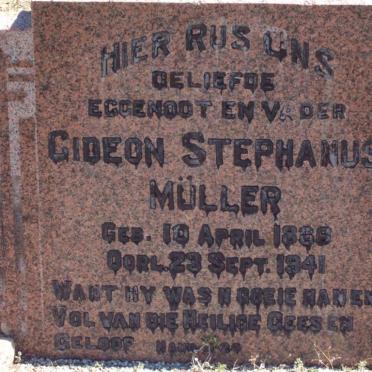 HIER RUS ONS
GELIEFDE
EGGENOOT EN VADER
GIDEON STEPHANUS
MÜLLER
GEB. 10 APRIL 1868
OORL. 23 SEPT. 1941
WANT HY WAS 'N GOEIE MAN EN
VOL VAN DIE HEILIGE GEES EN
GELOOF